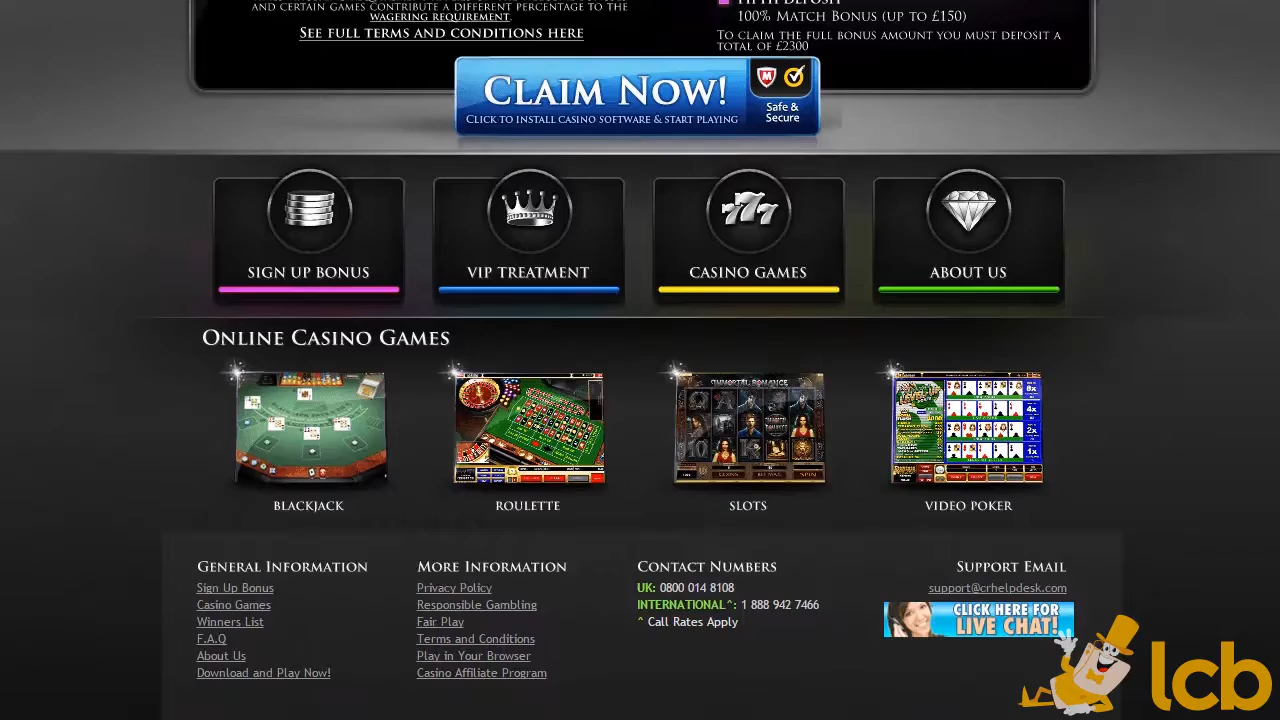 AND CERTAIN GAMES CONTRIBUTE A DIFFERENT PERCENTAGE TO THE
WAGERING REQUIREMENT.
SEE FULL TERMS AND CONDITIONS HERE
FIFTH DEPOSIT
100% MATCH BONUS (UP TO £150)
TO CLAIM THE FULL BONUS AMOUNT YOU MUST DEPOSIT A
TOTAL OF £2300
CLAIM NOW!
CLICK TO INSTALL CASINO SOFTWARE & START PLAYING
Safe &
Secure
SIGN UP BONUS
VIP TREATMENT
CASINO GAMES
ABOUT US
ONLINE CASINO GAMES
IMMORTAL ROMANCE
BLACKJACK
ROULETTE
SLOTS
VIDEO POKER
GENERAL INFORMATION
Sign Up Bonus
Casino Games
Winners List
F.A.Q
About Us
Download and Play Now!
MORE INFORMATION
Privacy Policy
Responsible Gambling
Fair Play
Terms and Conditions
Play in Your Browser
Casino Affiliate Program
CONTACT NUMBERS
UK: 0800 014 8108
INTERNATIONAL^: 1 888 942 7466
^ Call Rates Apply
SUPPORT EMAIL
support@crhelpdesk.com
CLICK HERE FOR
LIVE CHAT!
lcb